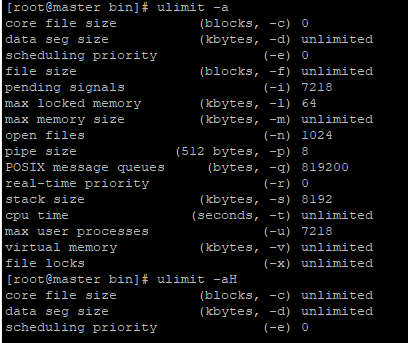 [root@master bin]# ulimit -a
core file size          (blocks, -c) 0
data seg size           (kbytes, -d) unlimited
scheduling priority             (-e) 0
file size               (blocks, -f) unlimited
pending signals                 (-i) 7218
max locked memory       (kbytes, -l) 64
max memory size         (kbytes, -m) unlimited
open files                      (-n) 1024
pipe size            (512 bytes, -p) 8
POSIX message queues     (bytes, -q) 819200
real-time priority              (-r) 0
stack size              (kbytes, -s) 8192
cpu time               (seconds, -t) unlimited
max user processes              (-u) 7218
virtual memory          (kbytes, -v) unlimited
file locks                      (-x) unlimited
[root@master bin]# ulimit -aH
core file size          (blocks, -c) unlimited
data seg size           (kbytes, -d) unlimited
scheduling priority             (-e) 0